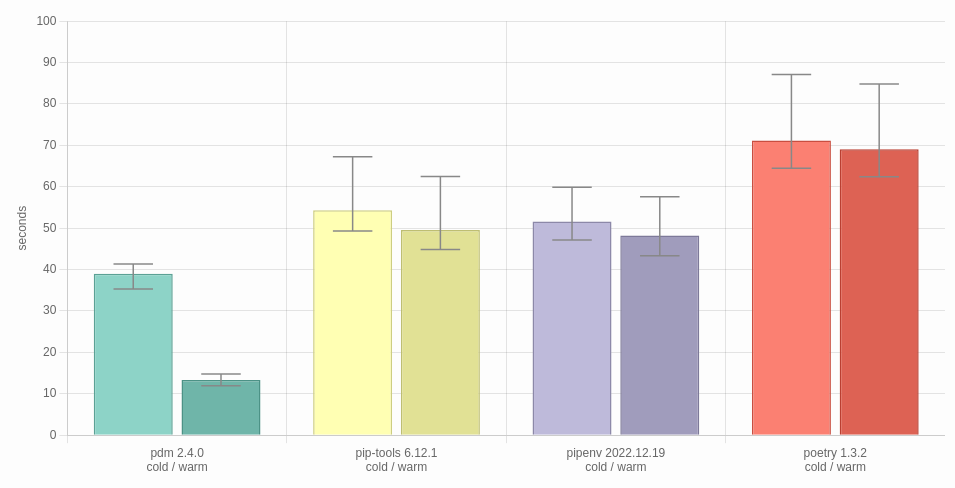 100
90
80
70
60
50
40
30
20
10
0
seconds
pdm 2.4.0
cold / warm
pip-tools 6.12.1
cold / warm
pipenv 2022.12.19
cold / warm
poetry 1.3.2
cold / warm